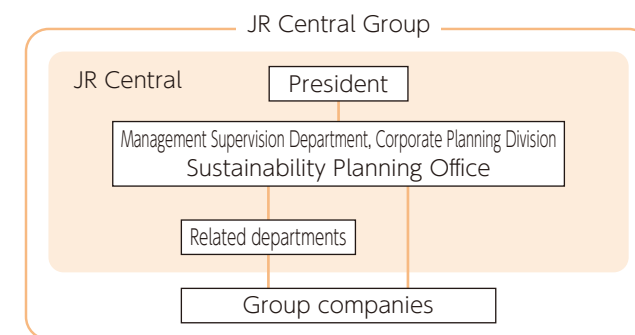 JR Central Group
JR Central
President
Management Supervision Department, Corporate Planning Division
Sustainability Planning Office
Related departments
Group companies